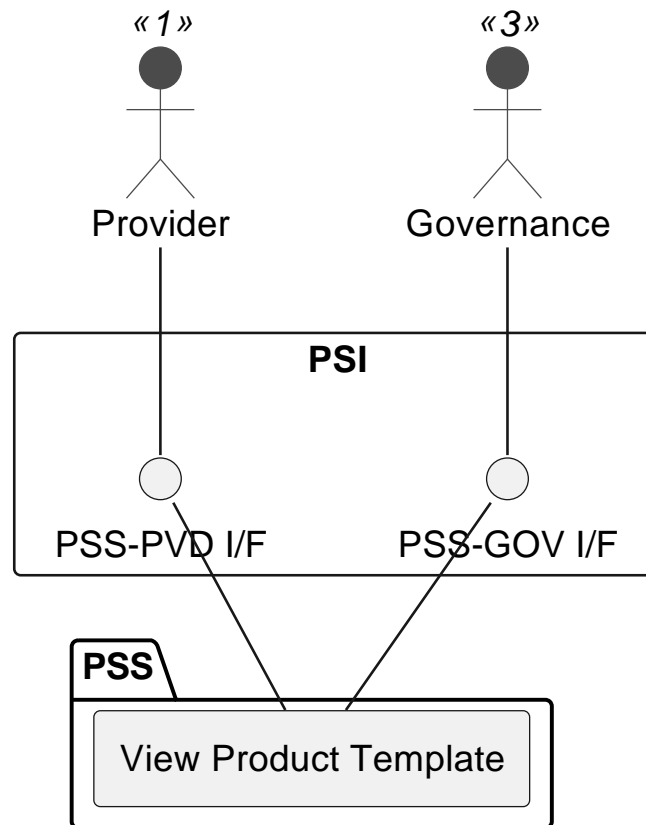 «1» «3»
Provider Governance
PSI
PSS-PVD I/F PSS-GOV I/F
PSS
View Product Template